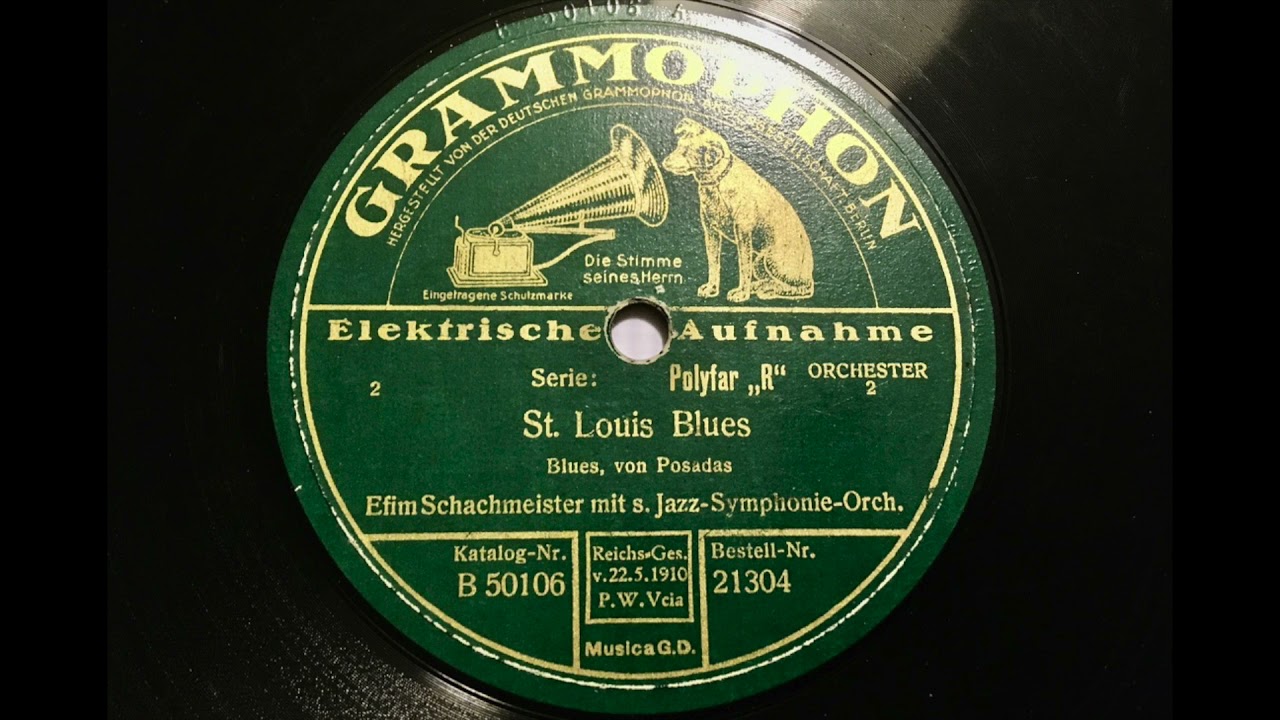 50106 A
GRAMMOPHON
HERGESTELLT VON DER DEUTSCHEN GRAMMOPHON AKTIENGESELLSCHAFT, BERLIN
Die Stimme
seines Herrn
Eingetragene Schutzmarke
Elektrische Aufnahme
2 Serie: Polyfar „R“ ORCHESTER
2
St. Louis Blues
Blues, von Posadas
Efim Schachmeister mit s. Jazz-Symphonie-Orch.
Katalog-Nr.
B 50106
Reichs-Ges.
v. 22.5.1910
P. W. Vcia
Bestell-Nr.
21304
Musica G.D.